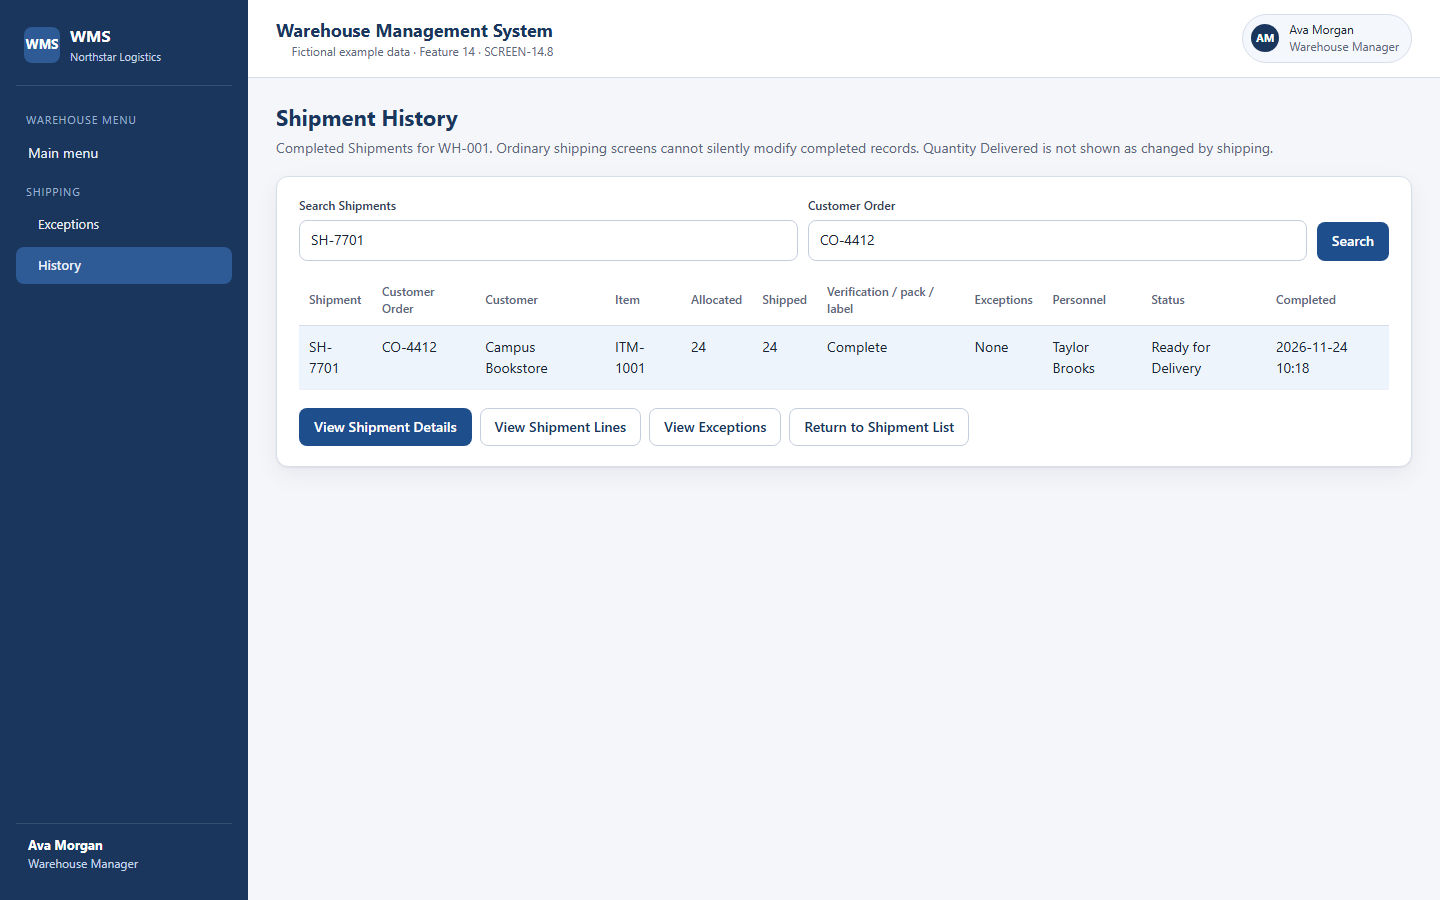 WMS
WMS
Northstar Logistics
WAREHOUSE MENU
Main menu
SHIPPING
Exceptions
History
Ava Morgan
Warehouse Manager
Warehouse Management System
Fictional example data · Feature 14 · SCREEN-14.8
AM
Ava Morgan
Warehouse Manager
Shipment History
Completed Shipments for WH-001. Ordinary shipping screens cannot silently modify completed records. Quantity Delivered is not shown as changed by shipping.
Search Shipments
SH-7701
Customer Order
CO-4412
Search
Shipment Customer Order Customer Item Allocated Shipped Verification / pack / label Exceptions Personnel Status Completed
SH-7701 CO-4412 Campus Bookstore ITM-1001 24 24 Complete None Taylor Brooks Ready for Delivery 2026-11-24 10:18
View Shipment Details View Shipment Lines View Exceptions Return to Shipment List